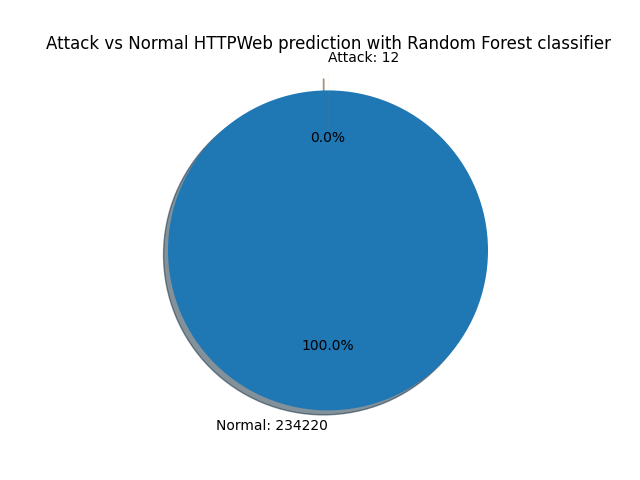 Attack vs Normal HTTPWeb prediction with Random Forest classifier
Attack: 12
0.0%
100.0%
Normal: 234220